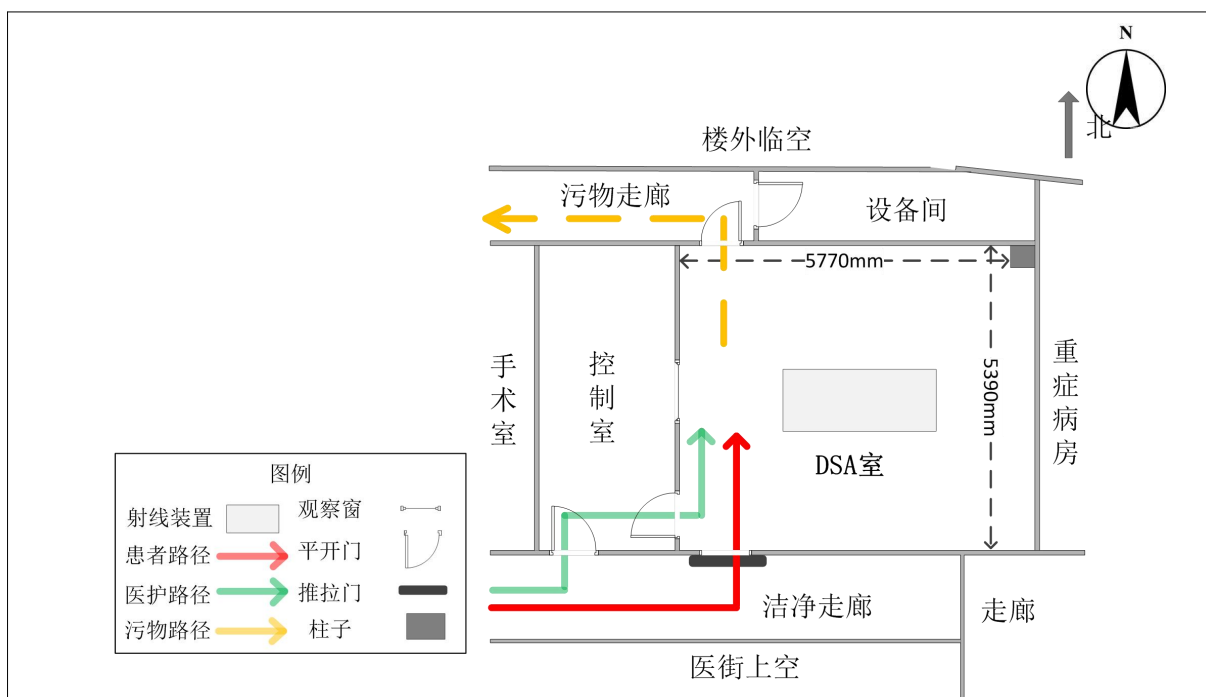 N
北
楼外临空
污物走廊
设备间
5770mm
5390mm
手术室
控制室
重症病房
DSA室
图例
射线装置
观察窗
患者路径
平开门
医护路径
推拉门
污物路径
柱子
洁净走廊
走廊
医街上空